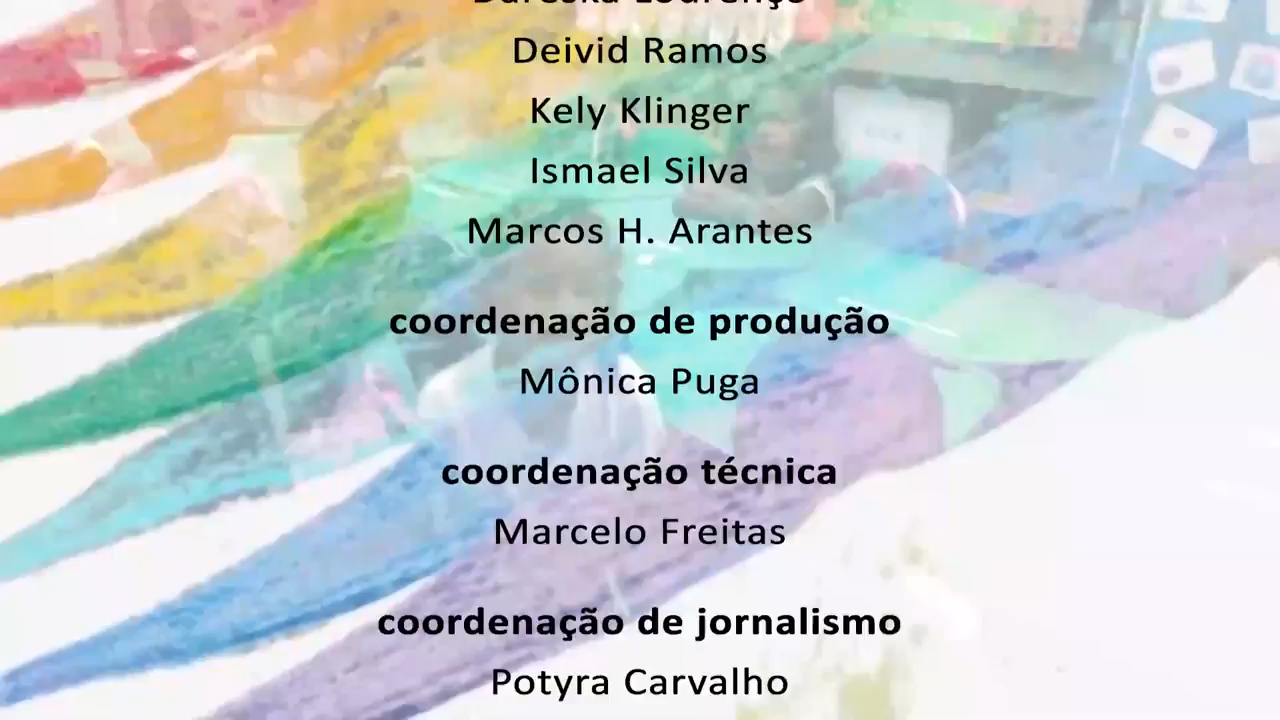 Deivid Ramos
Kely Klinger
Ismael Silva
Marcos H. Arantes
coordenação de produção
Mônica Puga
coordenação técnica
Marcelo Freitas
coordenação de jornalismo
Potyra Carvalho